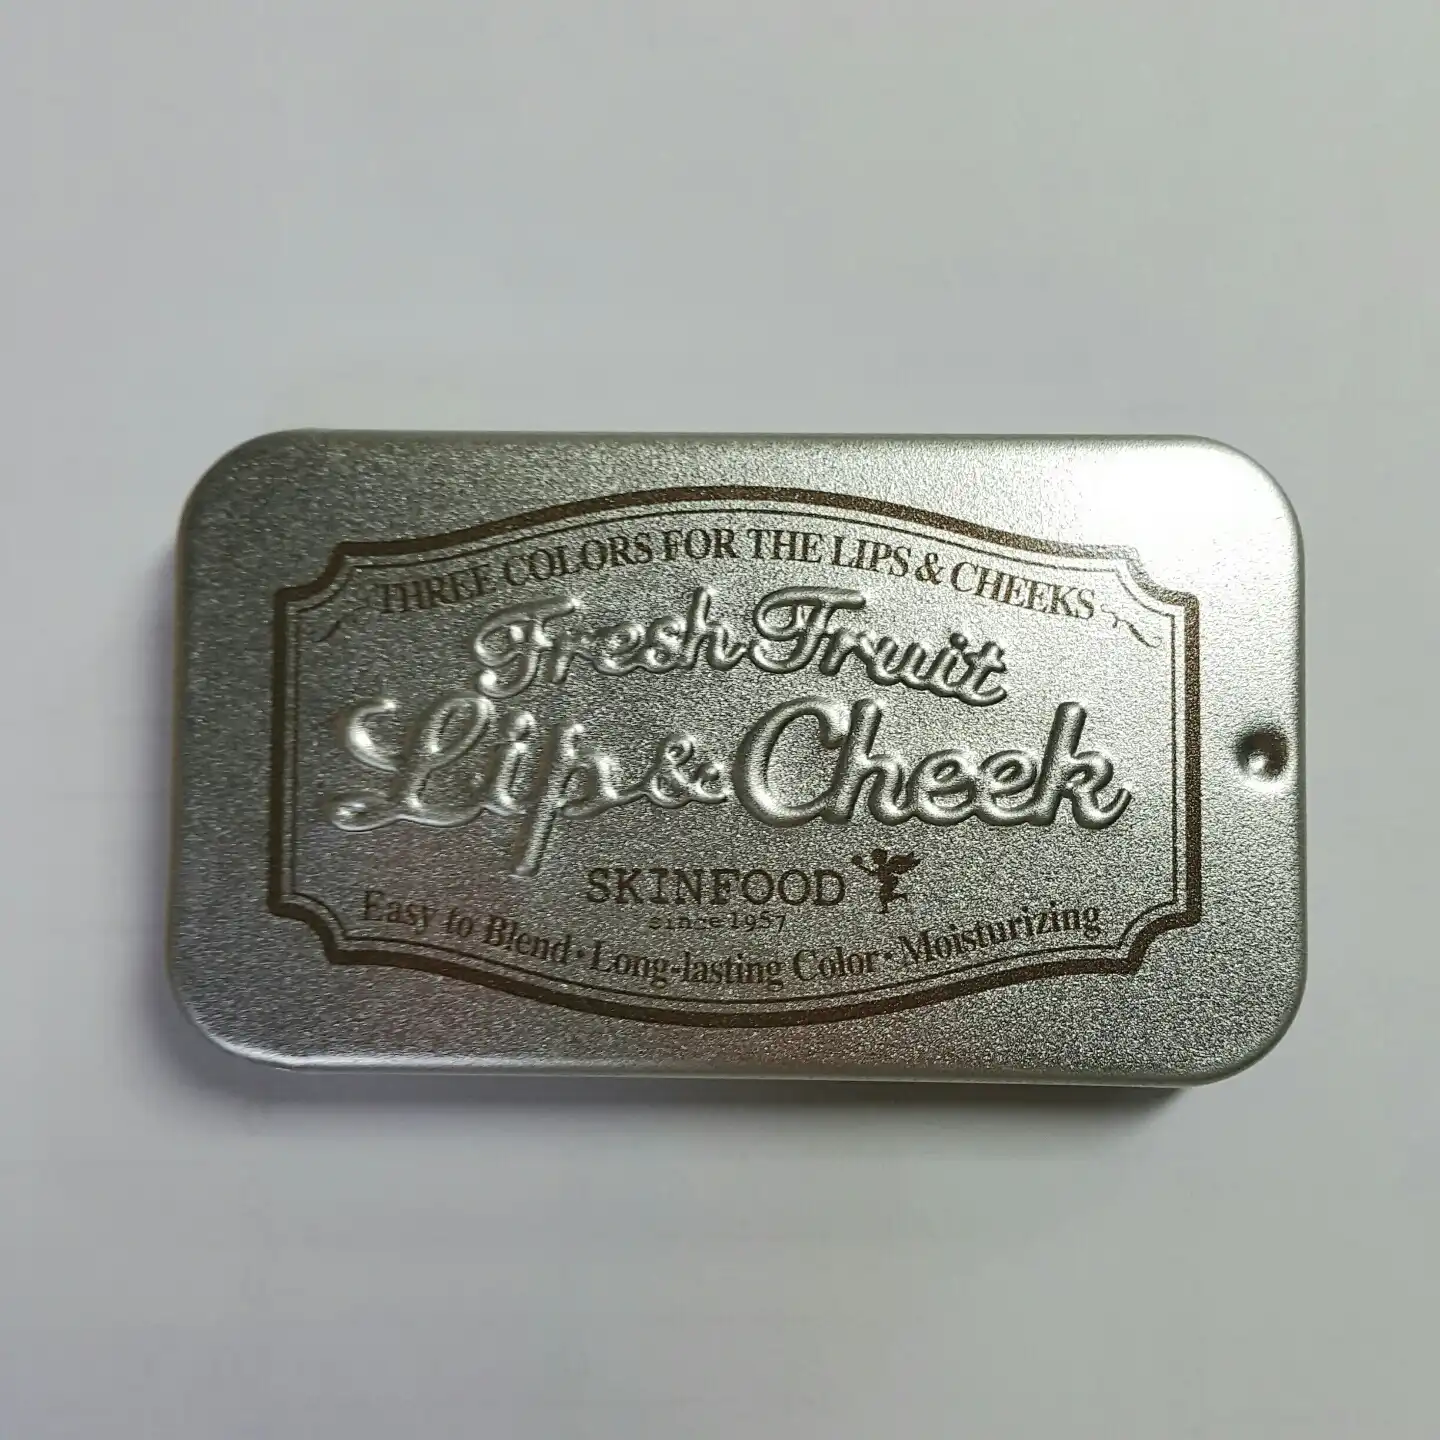 THREE COLORS FOR THE LIPS & CHEEKS
Fresh Fruit
Lip & Cheek
SKINFOOD
since 1957
Easy to Blend · Long-lasting Color · Moisturizing